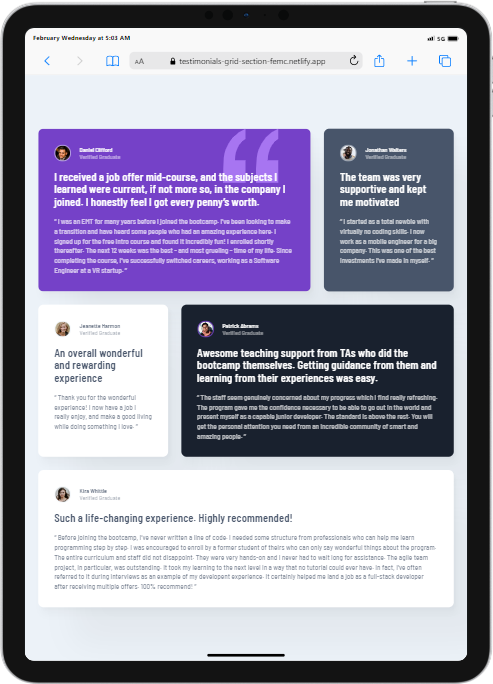 February Wednesday at 5:03 AM
5G
AA
testimonials-grid-section-femc.netlify.app
Daniel Clifford
Verified Graduate
I received a job offer mid-course, and the subjects I
learned were current, if not more so, in the company I
joined. I honestly feel I got every penny's worth.
" I was an EMT for many years before I joined the bootcamp. I've been looking to make
a transition and have heard some people who had an amazing experience here. I
signed up for the free intro course and found it incredibly fun! I enrolled shortly
thereafter. The next 12 weeks was the best - and most grueling - time of my life. Since
completing the course, I've successfully switched careers, working as a Software
Engineer at a VR startup. "
Jonathan Walters
Verified Graduate
The team was very
supportive and kept
me motivated
" I started as a total newbie with
virtually no coding skills. I now
work as a mobile engineer for a big
company. This was one of the best
investments I've made in myself. "
Jeanette Harmon
Verified Graduate
An overall wonderful
and rewarding
experience
" Thank you for the wonderful
experience! I now have a job I
really enjoy, and make a good living
while doing something I love. "
Patrick Abrams
Verified Graduate
Awesome teaching support from TAs who did the
bootcamp themselves. Getting guidance from them and
learning from their experiences was easy.
" The staff seem genuinely concerned about my progress which I find really refreshing.
The program gave me the confidence necessary to be able to go out in the world and
present myself as a capable junior developer. The standard is above the rest. You will
get the personal attention you need from an incredible community of smart and
amazing people. "
Kira Whittle
Verified Graduate
Such a life-changing experience. Highly recommended!
" Before joining the bootcamp, I've never written a line of code. I needed some structure from professionals who can help me learn
programming step by step. I was encouraged to enroll by a former student of theirs who can only say wonderful things about the program.
The entire curriculum and staff did not disappoint. They were very hands-on and I never had to wait long for assistance. The agile team
project, in particular, was outstanding. It took my learning to the next level in a way that no tutorial could ever have. In fact, I've often
referred to it during interviews as an example of my developent experience. It certainly helped me land a job as a full-stack developer
after receiving multiple offers. 100% recommend! "